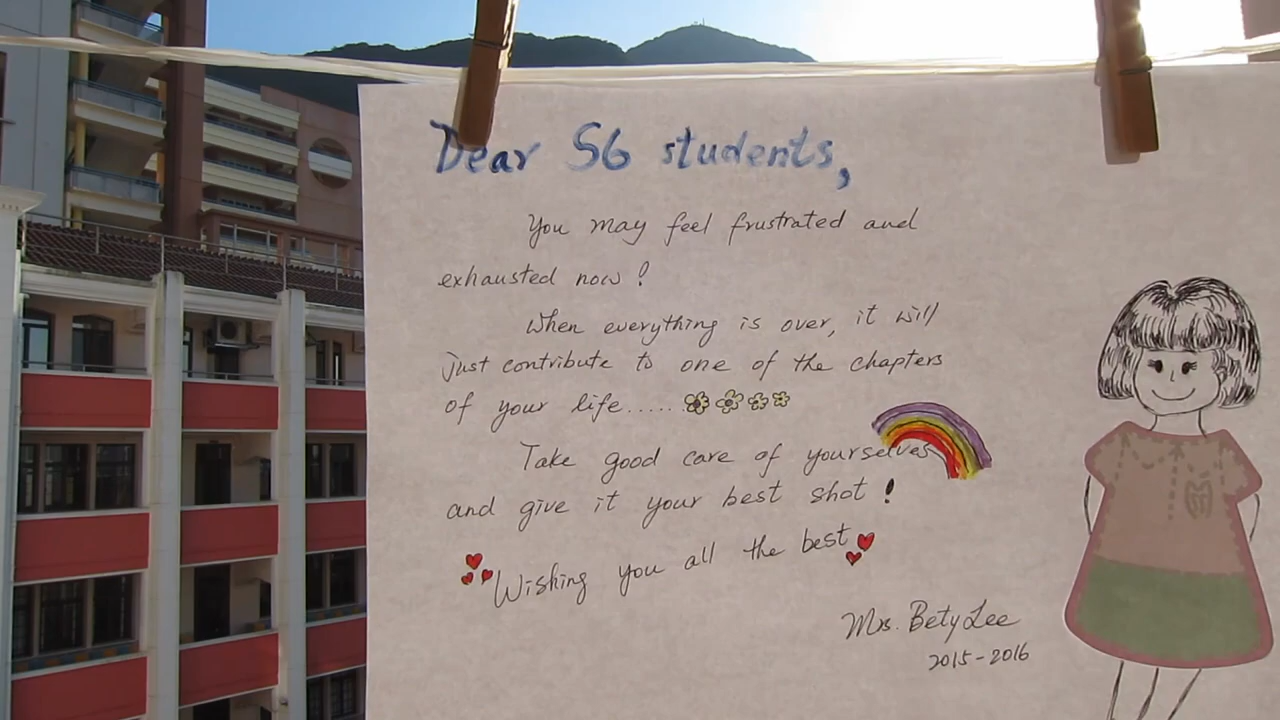 Dear S6 students,
You may feel frustrated and
exhausted now!
When everything is over, it will
just contribute to one of the chapters
of your life.....
Take good care of yourselves
and give it your best shot!
Wishing you all the best
Mrs. Bety Lee
2015-2016